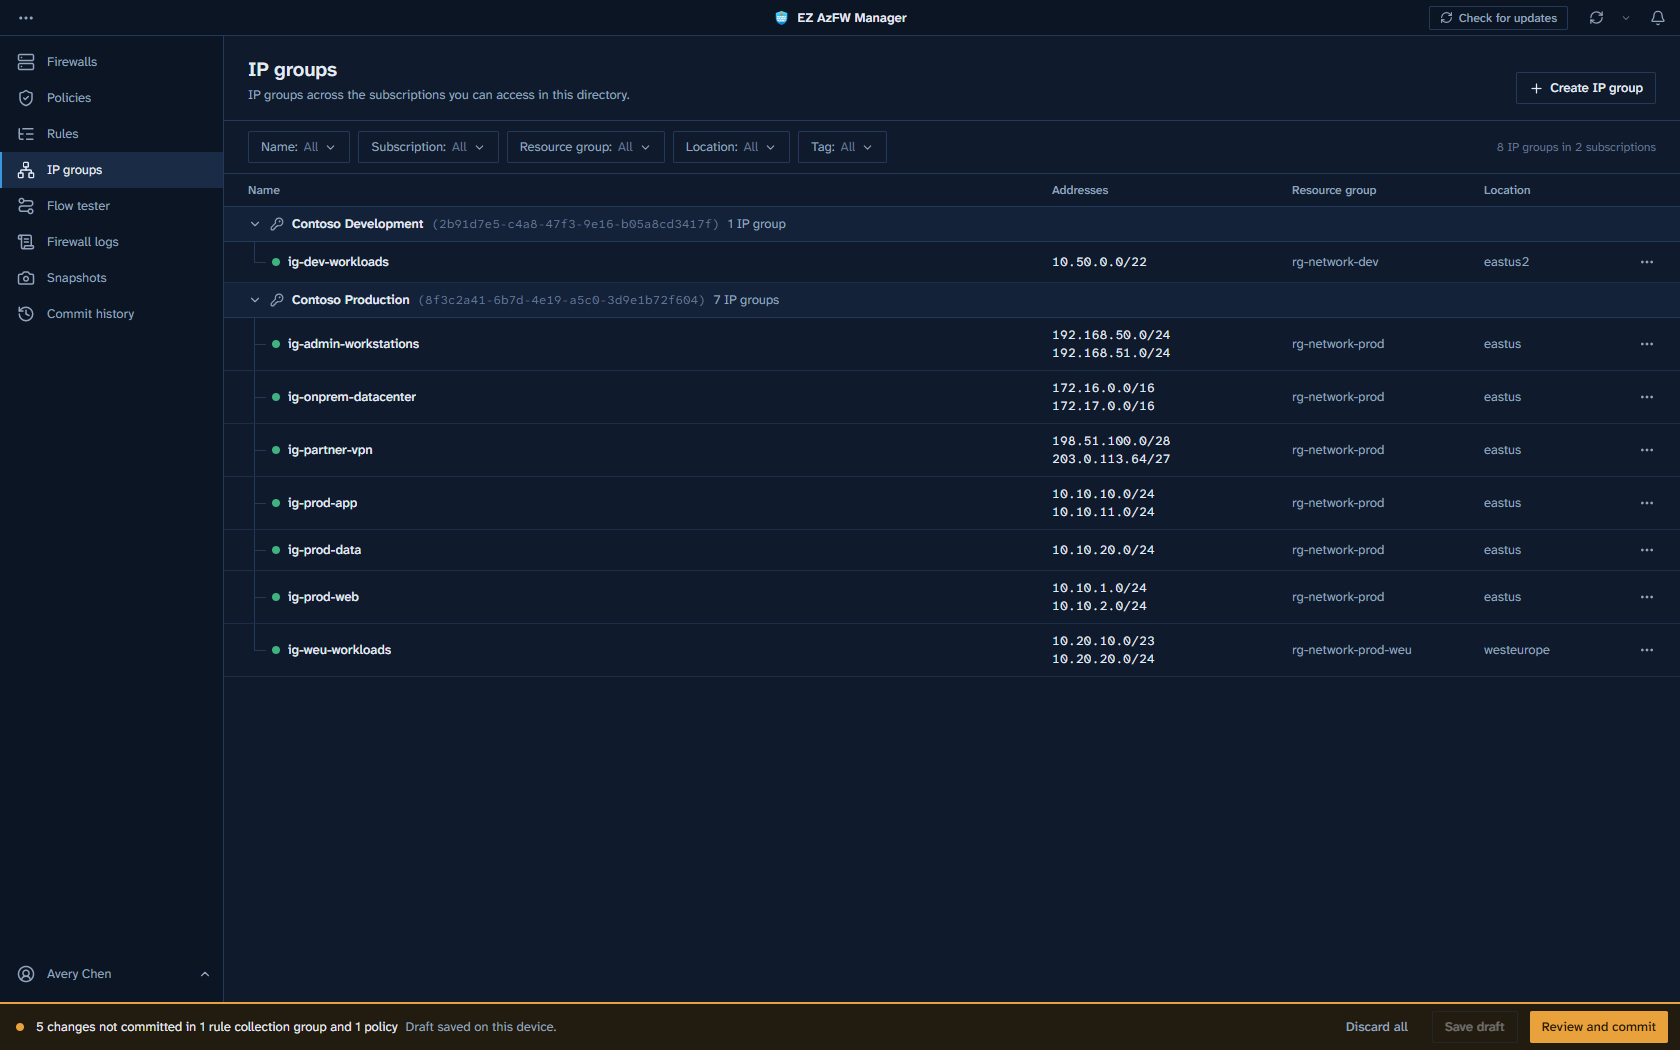 EZ AzFW Manager
Check for updates
Firewalls
Policies
Rules
IP groups
Flow tester
Firewall logs
Snapshots
Commit history
Avery Chen
IP groups
IP groups across the subscriptions you can access in this directory.
Create IP group
Name: All
Subscription: All
Resource group: All
Location: All
Tag: All
8 IP groups in 2 subscriptions
Name Addresses Resource group Location
Contoso Development (2b91d7e5-c4a8-47f3-9e16-b05a8cd3417f) 1 IP group
ig-dev-workloads 10.50.0.0/22 rg-network-dev eastus2
Contoso Production (8f3c2a41-6b7d-4e19-a5c0-3d9e1b72f604) 7 IP groups
ig-admin-workstations 192.168.50.0/24 rg-network-prod eastus
192.168.51.0/24
ig-onprem-datacenter 172.16.0.0/16 rg-network-prod eastus
172.17.0.0/16
ig-partner-vpn 198.51.100.0/28 rg-network-prod eastus
203.0.113.64/27
ig-prod-app 10.10.10.0/24 rg-network-prod eastus
10.10.11.0/24
ig-prod-data 10.10.20.0/24 rg-network-prod eastus
ig-prod-web 10.10.1.0/24 rg-network-prod eastus
10.10.2.0/24
ig-weu-workloads 10.20.10.0/23 rg-network-prod-weu westeurope
10.20.20.0/24
5 changes not committed in 1 rule collection group and 1 policy Draft saved on this device.
Discard all
Save draft
Review and commit